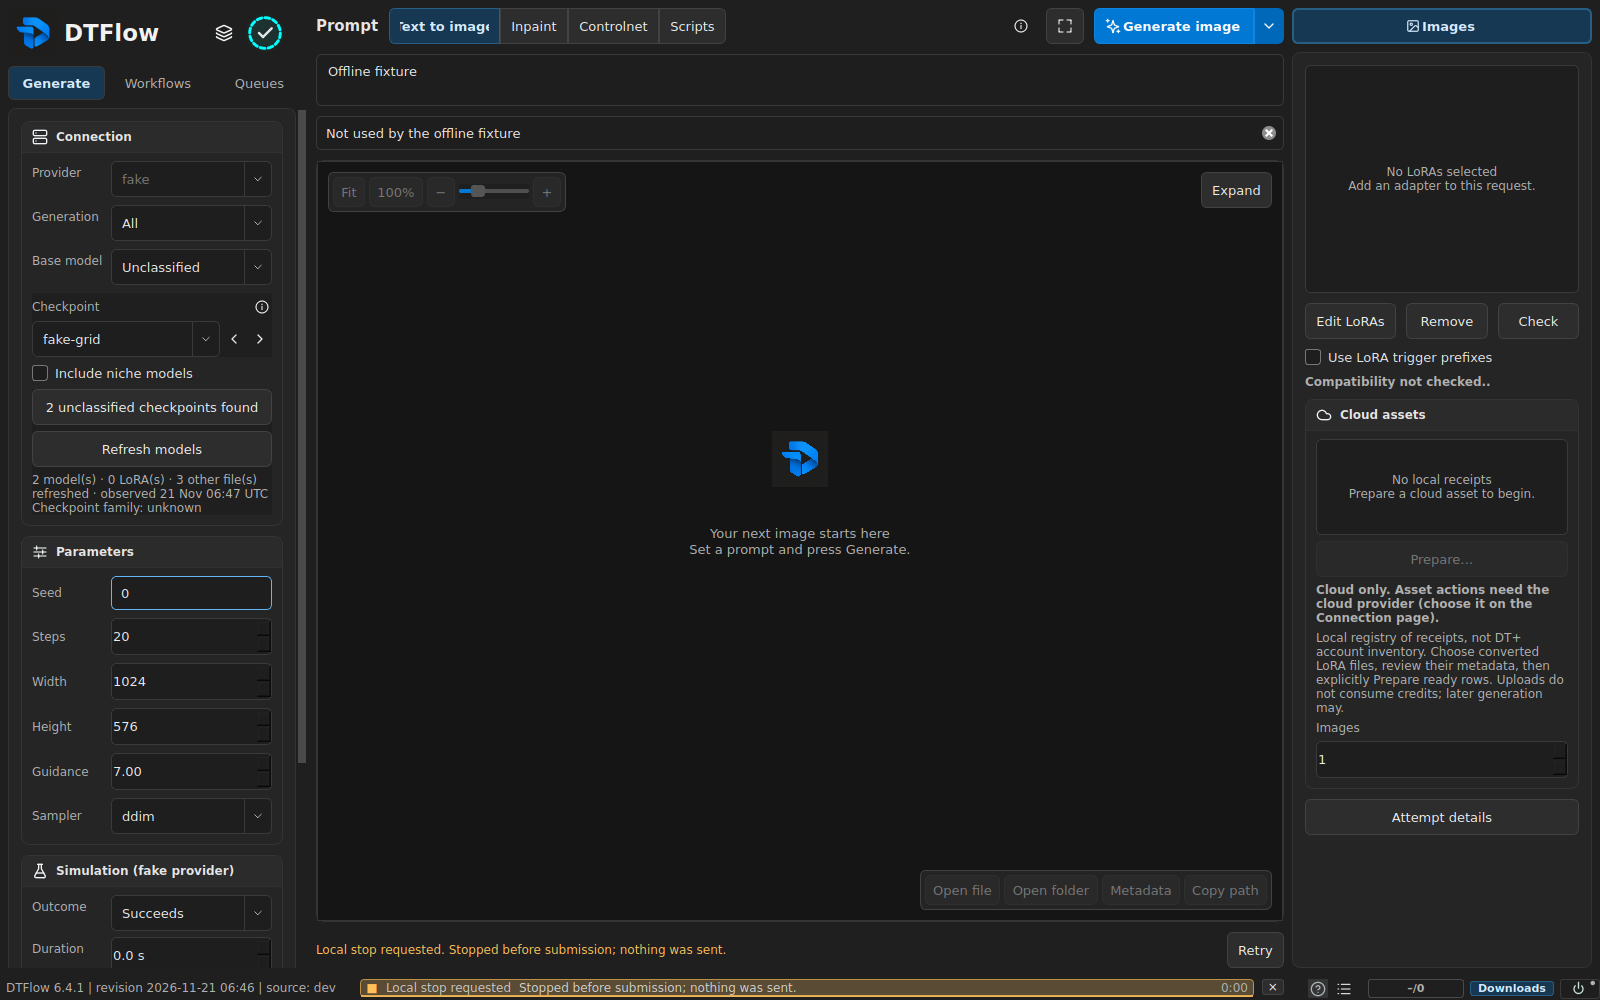 DTFlow
Generate
Workflows
Queues
Connection
Provider
fake
Generation
All
Base model
Unclassified
Checkpoint
fake-grid
Include niche models
2 unclassified checkpoints found
Refresh models
2 model(s) · 0 LoRA(s) · 3 other file(s)
refreshed · observed 21 Nov 06:47 UTC
Checkpoint family: unknown
Parameters
Seed
0
Steps
20
Width
1024
Height
576
Guidance
7.00
Sampler
ddim
Simulation (fake provider)
Outcome
Succeeds
Duration
0.0 s
Prompt
Text to image
Inpaint
Controlnet
Scripts
Generate image
Offline fixture
Not used by the offline fixture
Fit
100%
Expand
Your next image starts here
Set a prompt and press Generate.
Open file
Open folder
Metadata
Copy path
Local stop requested. Stopped before submission; nothing was sent.
Retry
Images
No LoRAs selected
Add an adapter to this request.
Edit LoRAs
Remove
Check
Use LoRA trigger prefixes
Compatibility not checked..
Cloud assets
No local receipts
Prepare a cloud asset to begin.
Prepare...
Cloud only. Asset actions need the
cloud provider (choose it on the
Connection page).
Local registry of receipts, not DT+
account inventory. Choose converted
LoRA files, review their metadata, then
explicitly Prepare ready rows. Uploads do
not consume credits; later generation
may.
Images
1
Attempt details
DTFlow 6.4.1 | revision 2026-11-21 06:46 | source: dev
Local stop requested Stopped before submission; nothing was sent.
0:00
–/0
Downloads